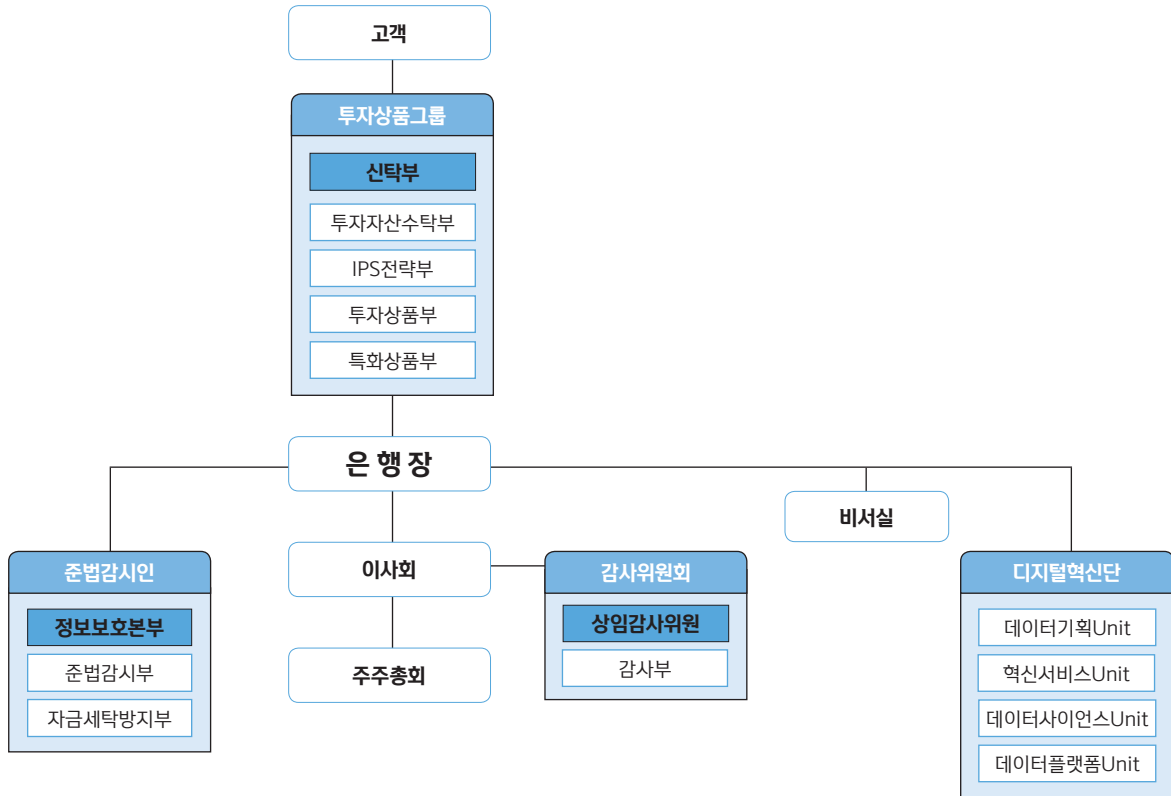 고객
투자상품그룹
신탁부
투자자산수탁부
IPS전략부
투자상품부
특화상품부
은 행 장
비서실
준법감시인
정보보호본부
준법감시부
자금세탁방지부
이사회
주주총회
감사위원회
상임감사위원
감사부
디지털혁신단
데이터기획Unit
혁신서비스Unit
데이터사이언스Unit
데이터플랫폼Unit